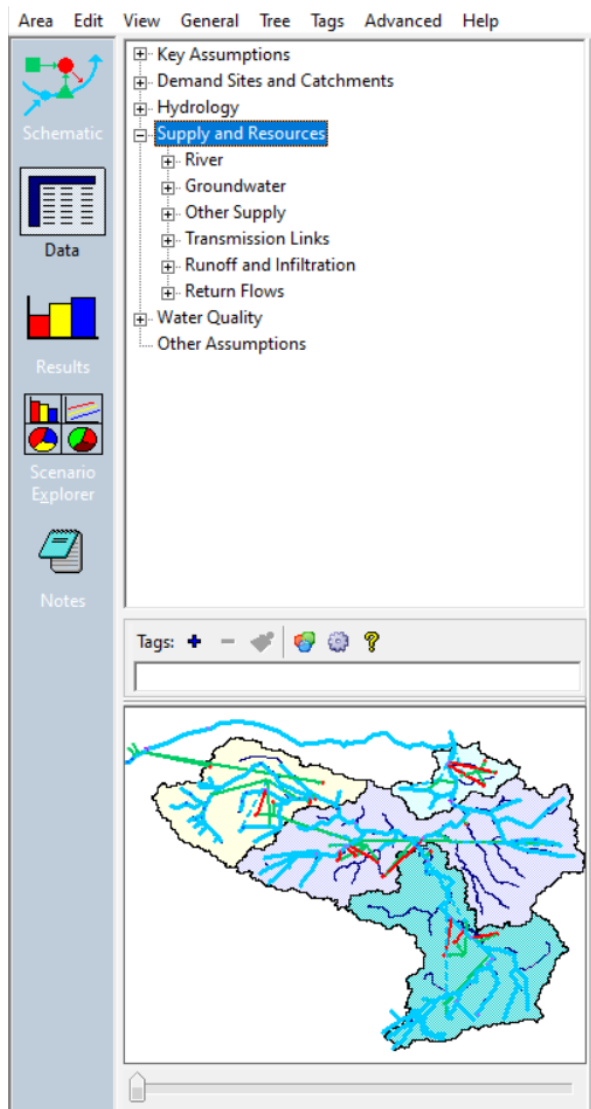 Area Edit View General Tree Tags Advanced Help
Schematic
Data
Results
Scenario
Explorer
Notes
Key Assumptions
Demand Sites and Catchments
Hydrology
Supply and Resources
River
Groundwater
Other Supply
Transmission Links
Runoff and Infiltration
Return Flows
Water Quality
Other Assumptions
Tags: